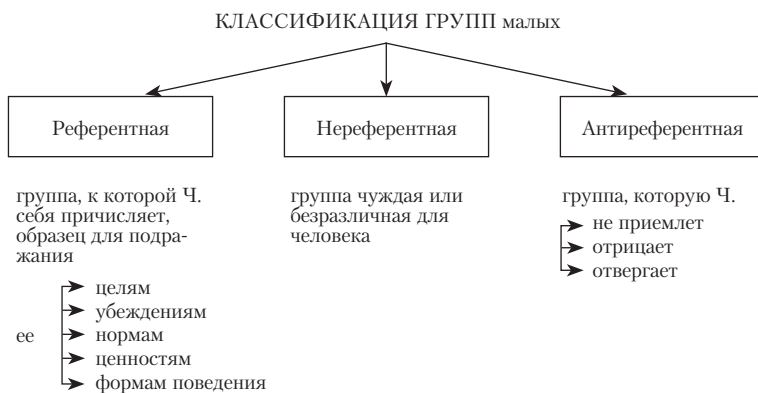 КЛАССИФИКАЦИЯ ГРУПП малых
Референтная
Нереферентная
Антиреферентная
группа, к которой Ч.
себя причисляет,
образец для подра-
жания
ее
целям
убеждениям
нормам
ценностям
формам поведения
группа чуждая или
безразличная для
человека
группа, которую Ч.
не приемлет
отрицает
отвергает